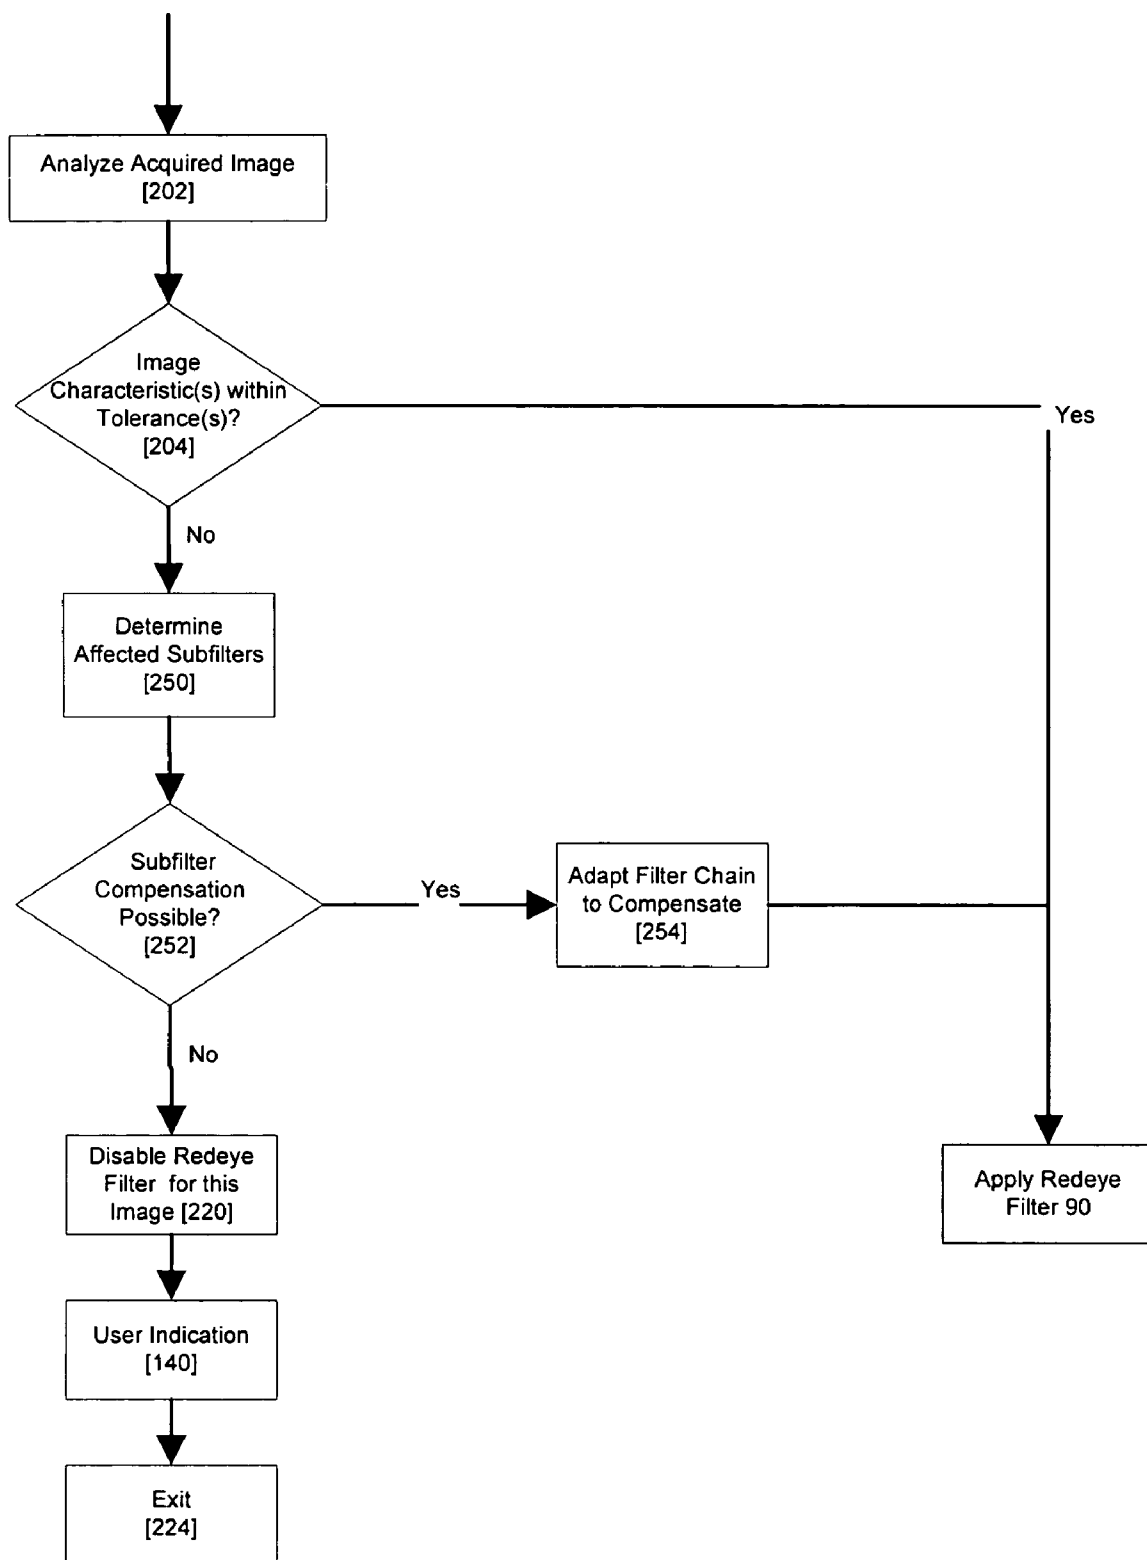 Analyze Acquired Image
[202]
Image
Characteristic(s) within
Tolerance(s)?
[204]
Yes
No
Determine
Affected Subfilters
[250]
Subfilter
Compensation
Possible?
[252]
Yes
Adapt Filter Chain
to Compensate
[254]
No
Disable Redeye
Filter for this
Image [220]
Apply Redeye
Filter 90
User Indication
[140]
Exit
[224]